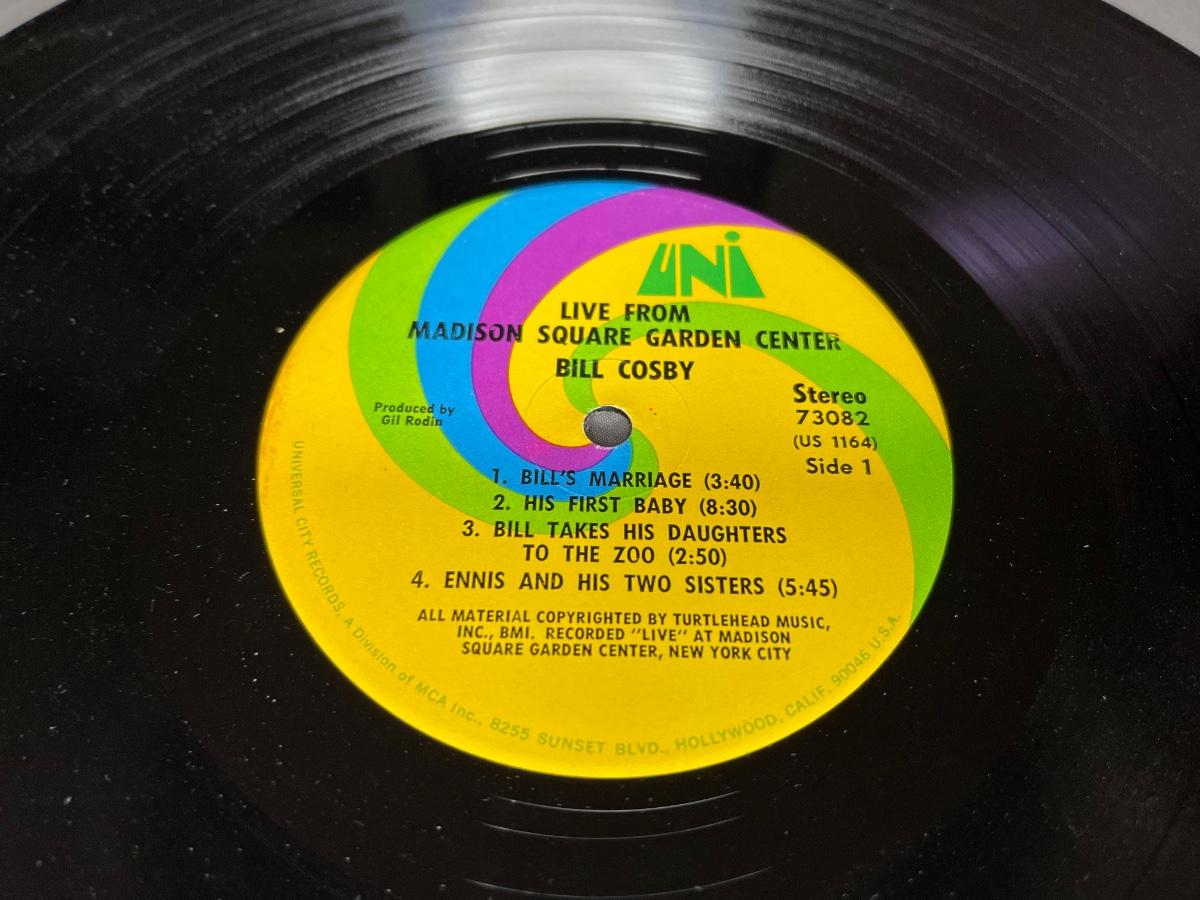 UNI
LIVE FROM
MADISON SQUARE GARDEN CENTER
BILL COSBY
Produced by
Gil Rodin
Stereo
73082
(US 1164)
Side 1
1. BILL'S MARRIAGE (3:40)
2. HIS FIRST BABY (8:30)
3. BILL TAKES HIS DAUGHTERS
TO THE ZOO (2:50)
4. ENNIS AND HIS TWO SISTERS (5:45)
ALL MATERIAL COPYRIGHTED BY TURTLEHEAD MUSIC,
INC., BMI. RECORDED "LIVE" AT MADISON
SQUARE GARDEN CENTER, NEW YORK CITY
UNIVERSAL CITY RECORDS, A Division of MCA Inc., 8255 SUNSET BLVD., HOLLYWOOD, CALIF. 90046 U.S.A.